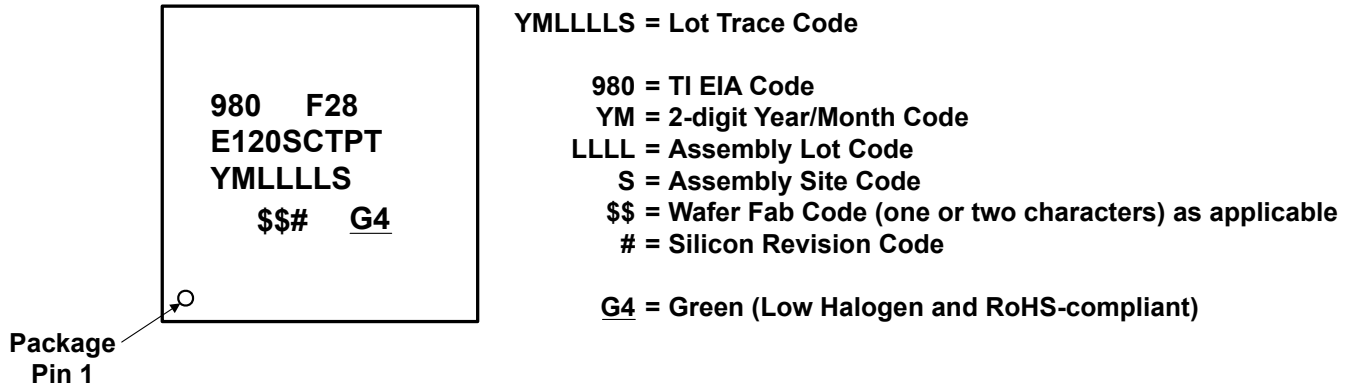 980 F28
E120SCTPT
YMLLLLS
$$# G4
Package
Pin 1
YMLLLLS = Lot Trace Code
980 = TI EIA Code
YM = 2-digit Year/Month Code
LLLL = Assembly Lot Code
S = Assembly Site Code
$$ = Wafer Fab Code (one or two characters) as applicable
# = Silicon Revision Code
G4 = Green (Low Halogen and RoHS-compliant)